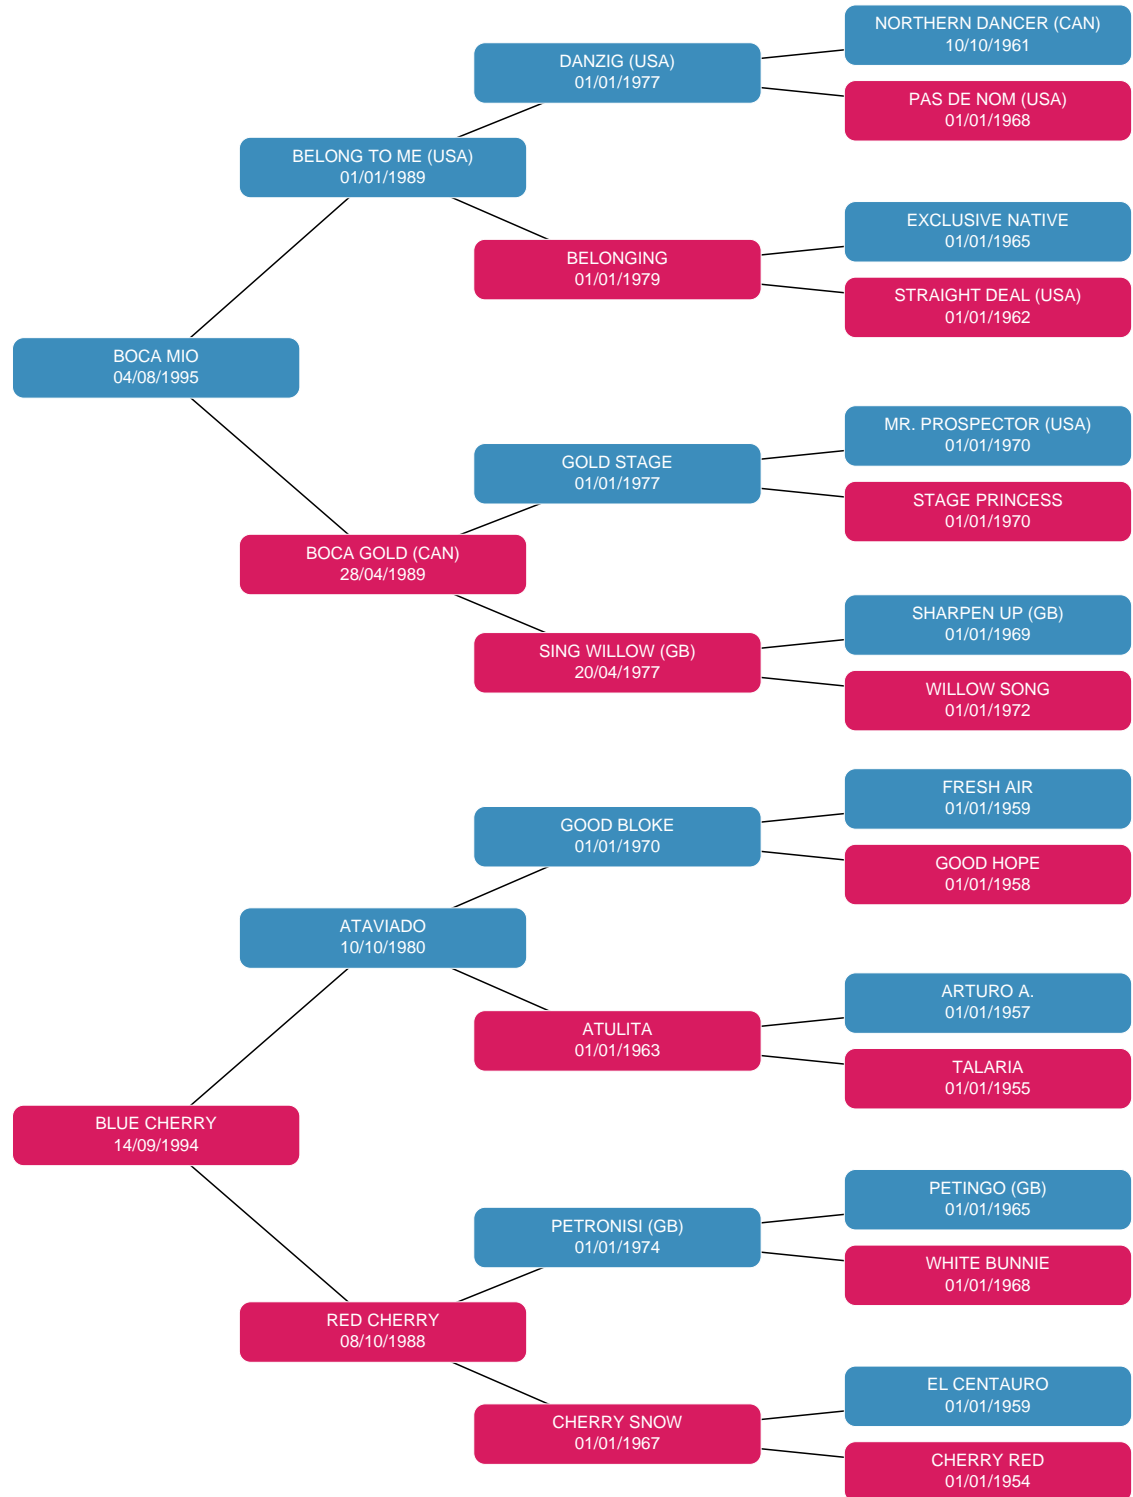 NORTHERN DANCER (CAN)
10/10/1961
DANZIG (USA)
01/01/1977
PAS DE NOM (USA)
01/01/1968
BELONG TO ME (USA)
01/01/1989
EXCLUSIVE NATIVE
01/01/1965
BELONGING
01/01/1979
STRAIGHT DEAL (USA)
01/01/1962
BOCA MIO
04/08/1995
MR. PROSPECTOR (USA)
01/01/1970
GOLD STAGE
01/01/1977
STAGE PRINCESS
01/01/1970
BOCA GOLD (CAN)
28/04/1989
SHARPEN UP (GB)
01/01/1969
SING WILLOW (GB)
20/04/1977
WILLOW SONG
01/01/1972
FRESH AIR
01/01/1959
GOOD BLOKE
01/01/1970
GOOD HOPE
01/01/1958
ATAVIADO
10/10/1980
ARTURO A.
01/01/1957
ATULITA
01/01/1963
TALARIA
01/01/1955
BLUE CHERRY
14/09/1994
PETINGO (GB)
01/01/1965
PETRONISI (GB)
01/01/1974
WHITE BUNNIE
01/01/1968
RED CHERRY
08/10/1988
EL CENTAURO
01/01/1959
CHERRY SNOW
01/01/1967
CHERRY RED
01/01/1954